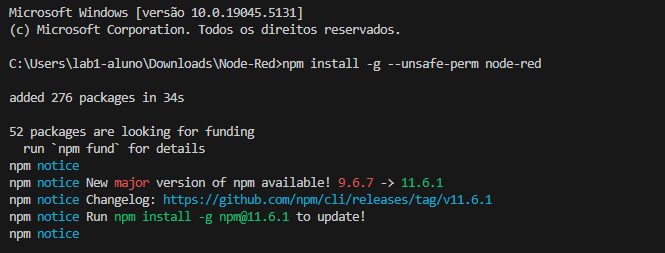 Microsoft Windows [versão 10.0.19045.5131]
(c) Microsoft Corporation. Todos os direitos reservados.
C:\Users\lab1-aluno\Downloads\Node-Red>npm install -g --unsafe-perm node-red
added 276 packages in 34s
52 packages are looking for funding
  run `npm fund` for details
npm notice
npm notice New major version of npm available! 9.6.7 -> 11.6.1
npm notice Changelog: https://github.com/npm/cli/releases/tag/v11.6.1
npm notice Run npm install -g npm@11.6.1 to update!
npm notice